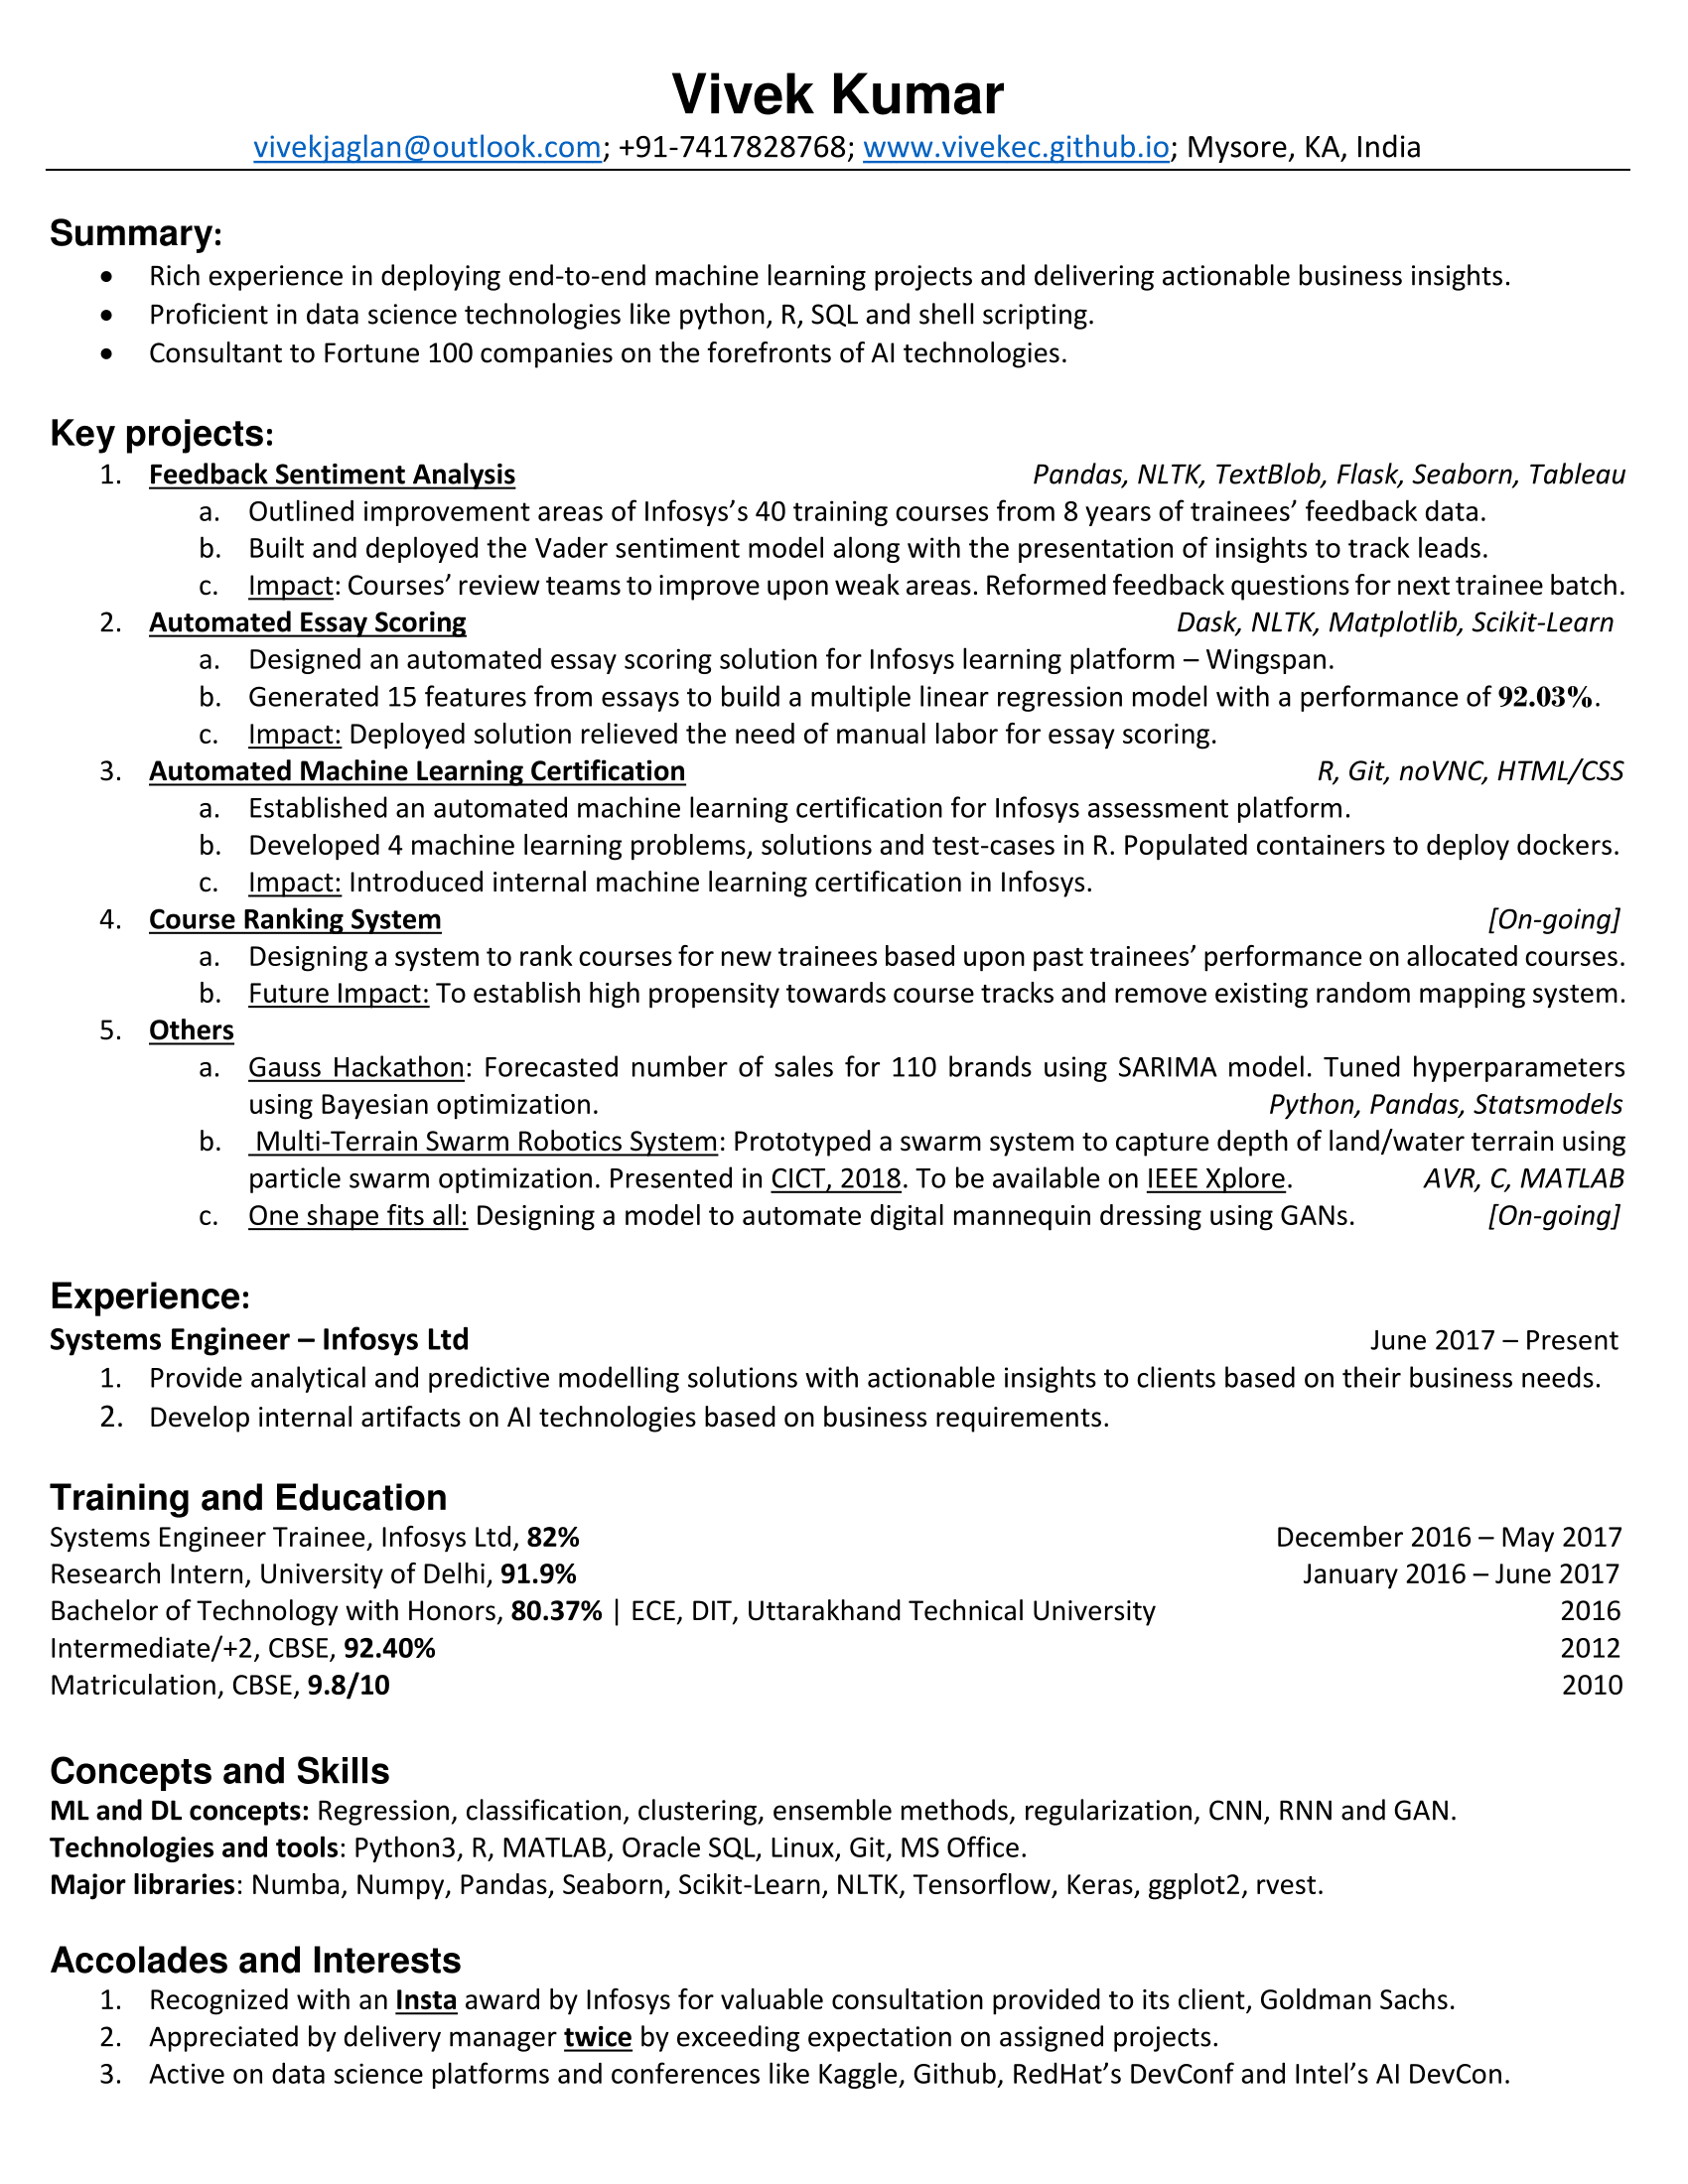 Vivek Kumar
vivekjaglan@outlook.com; +91-7417828768; www.vivekec.github.io; Mysore, KA, India
Summary:
• Rich experience in deploying end-to-end machine learning projects and delivering actionable business insights.
• Proficient in data science technologies like python, R, SQL and shell scripting.
• Consultant to Fortune 100 companies on the forefronts of AI technologies.
Key projects:
1. Feedback Sentiment Analysis Pandas, NLTK, TextBlob, Flask, Seaborn, Tableau
a. Outlined improvement areas of Infosys’s 40 training courses from 8 years of trainees’ feedback data.
b. Built and deployed the Vader sentiment model along with the presentation of insights to track leads.
c. Impact: Courses’ review teams to improve upon weak areas. Reformed feedback questions for next trainee batch.
2. Automated Essay Scoring Dask, NLTK, Matplotlib, Scikit-Learn
a. Designed an automated essay scoring solution for Infosys learning platform – Wingspan.
b. Generated 15 features from essays to build a multiple linear regression model with a performance of 92.03%.
c. Impact: Deployed solution relieved the need of manual labor for essay scoring.
3. Automated Machine Learning Certification R, Git, noVNC, HTML/CSS
a. Established an automated machine learning certification for Infosys assessment platform.
b. Developed 4 machine learning problems, solutions and test-cases in R. Populated containers to deploy dockers.
c. Impact: Introduced internal machine learning certification in Infosys.
4. Course Ranking System [On-going]
a. Designing a system to rank courses for new trainees based upon past trainees’ performance on allocated courses.
b. Future Impact: To establish high propensity towards course tracks and remove existing random mapping system.
5. Others
a. Gauss Hackathon: Forecasted number of sales for 110 brands using SARIMA model. Tuned hyperparameters
using Bayesian optimization. Python, Pandas, Statsmodels
b. Multi-Terrain Swarm Robotics System: Prototyped a swarm system to capture depth of land/water terrain using
particle swarm optimization. Presented in CICT, 2018. To be available on IEEE Xplore. AVR, C, MATLAB
c. One shape fits all: Designing a model to automate digital mannequin dressing using GANs. [On-going]
Experience:
Systems Engineer – Infosys Ltd June 2017 – Present
1. Provide analytical and predictive modelling solutions with actionable insights to clients based on their business needs.
2. Develop internal artifacts on AI technologies based on business requirements.
Training and Education
Systems Engineer Trainee, Infosys Ltd, 82% December 2016 – May 2017
Research Intern, University of Delhi, 91.9% January 2016 – June 2017
Bachelor of Technology with Honors, 80.37% | ECE, DIT, Uttarakhand Technical University 2016
Intermediate/+2, CBSE, 92.40% 2012
Matriculation, CBSE, 9.8/10 2010
Concepts and Skills
ML and DL concepts: Regression, classification, clustering, ensemble methods, regularization, CNN, RNN and GAN.
Technologies and tools: Python3, R, MATLAB, Oracle SQL, Linux, Git, MS Office.
Major libraries: Numba, Numpy, Pandas, Seaborn, Scikit-Learn, NLTK, Tensorflow, Keras, ggplot2, rvest.
Accolades and Interests
1. Recognized with an Insta award by Infosys for valuable consultation provided to its client, Goldman Sachs.
2. Appreciated by delivery manager twice by exceeding expectation on assigned projects.
3. Active on data science platforms and conferences like Kaggle, Github, RedHat’s DevConf and Intel’s AI DevCon.